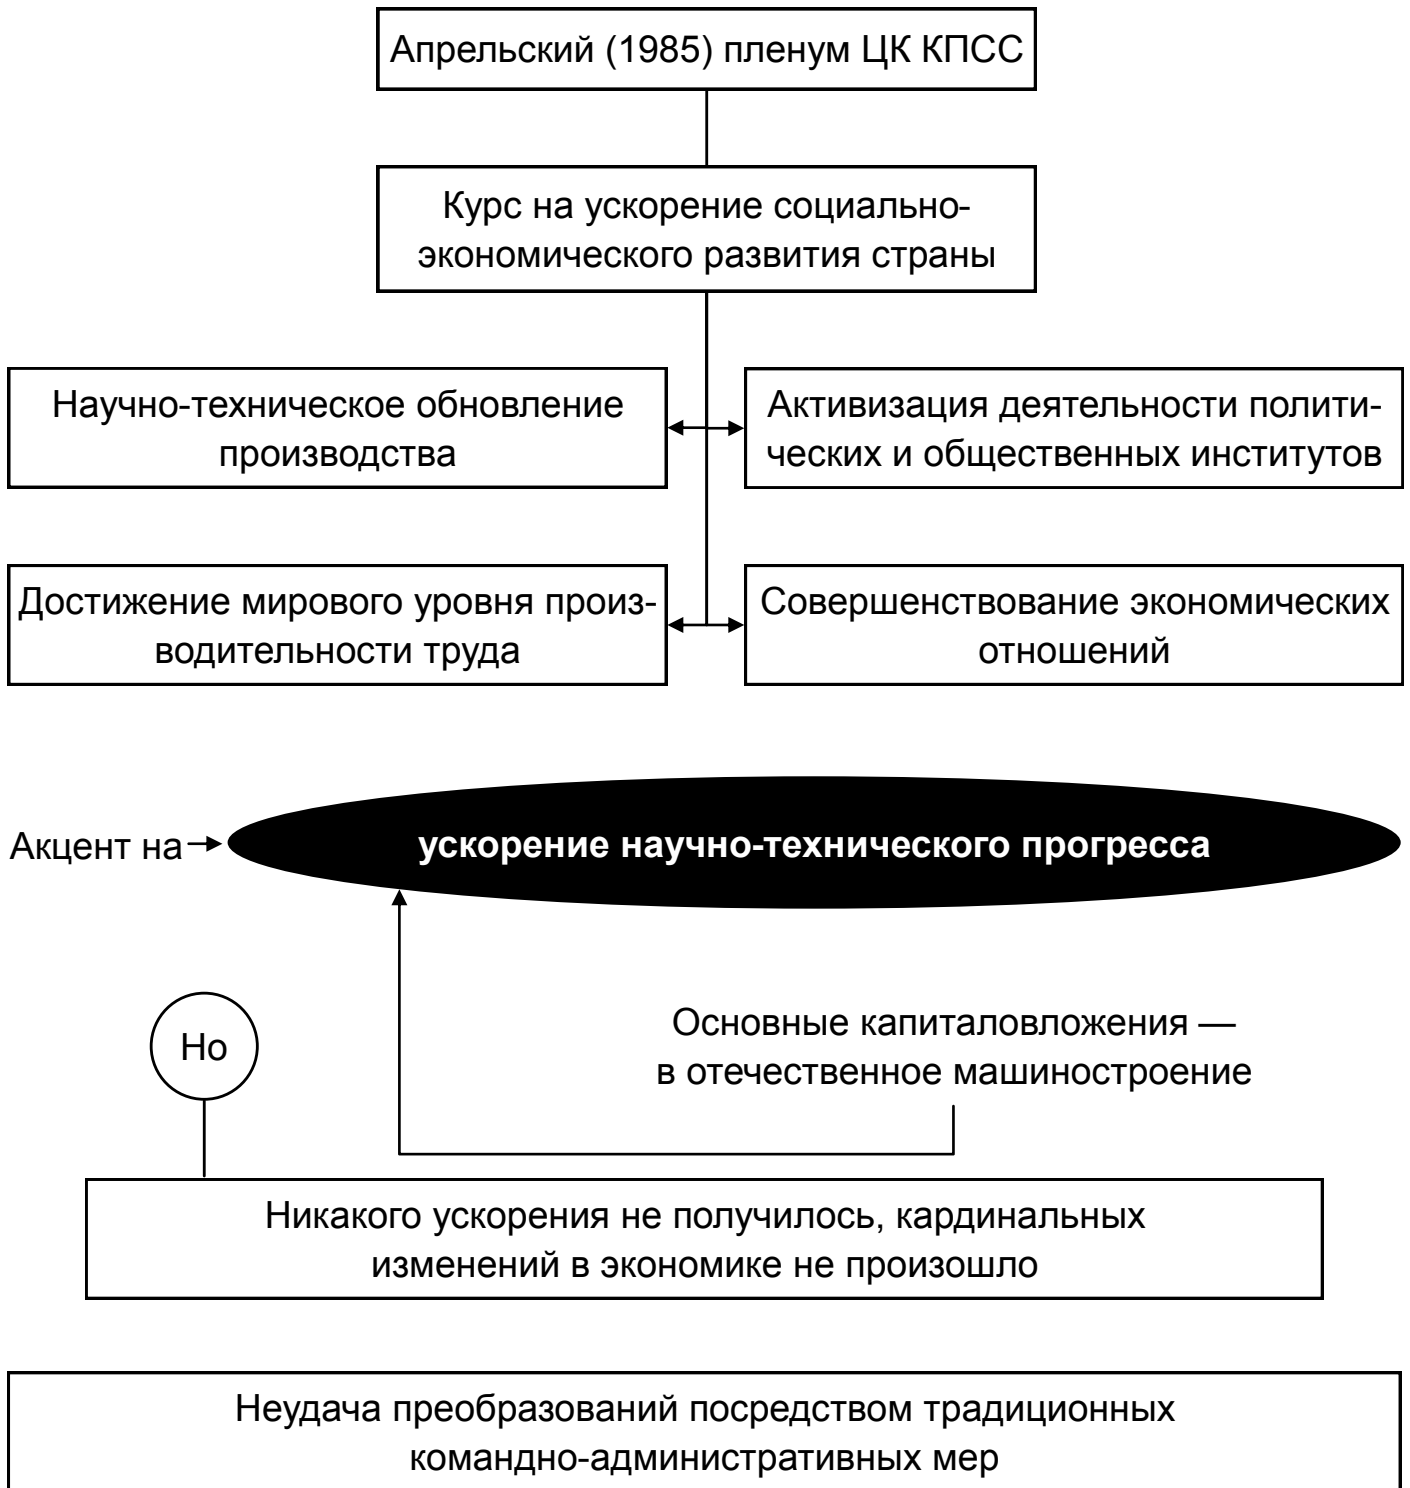 Апрельский (1985) пленум ЦК КПСС
Курс на ускорение социально-
экономического развития страны
Научно-техническое обновление
производства
Активизация деятельности полити-
ческих и общественных институтов
Достижение мирового уровня произ-
водительности труда
Совершенствование экономических
отношений
Акцент на
ускорение научно-технического прогресса
Но
Основные капиталовложения —
в отечественное машиностроение
Никакого ускорения не получилось, кардинальных
изменений в экономике не произошло
Неудача преобразований посредством традиционных
командно-административных мер